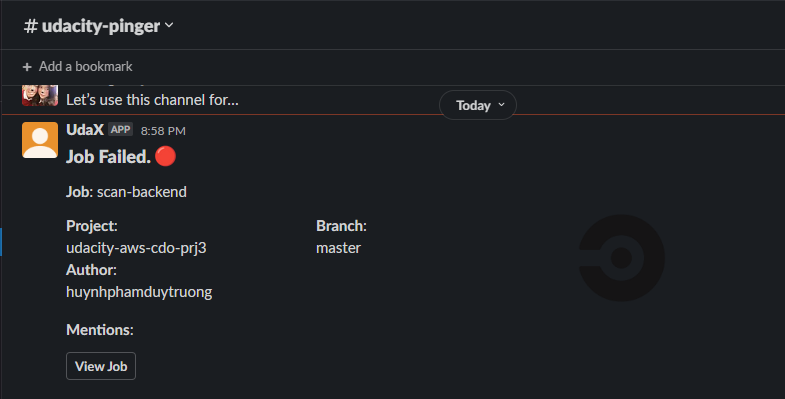 # udacity-pinger
+ Add a bookmark
Let's use this channel for...
Today
UdaX APP 8:58 PM
Job Failed.
Job: scan-backend
Project:
udacity-aws-cdo-prj3
Branch:
master
Author:
huynhphamduytruong
Mentions:
View Job